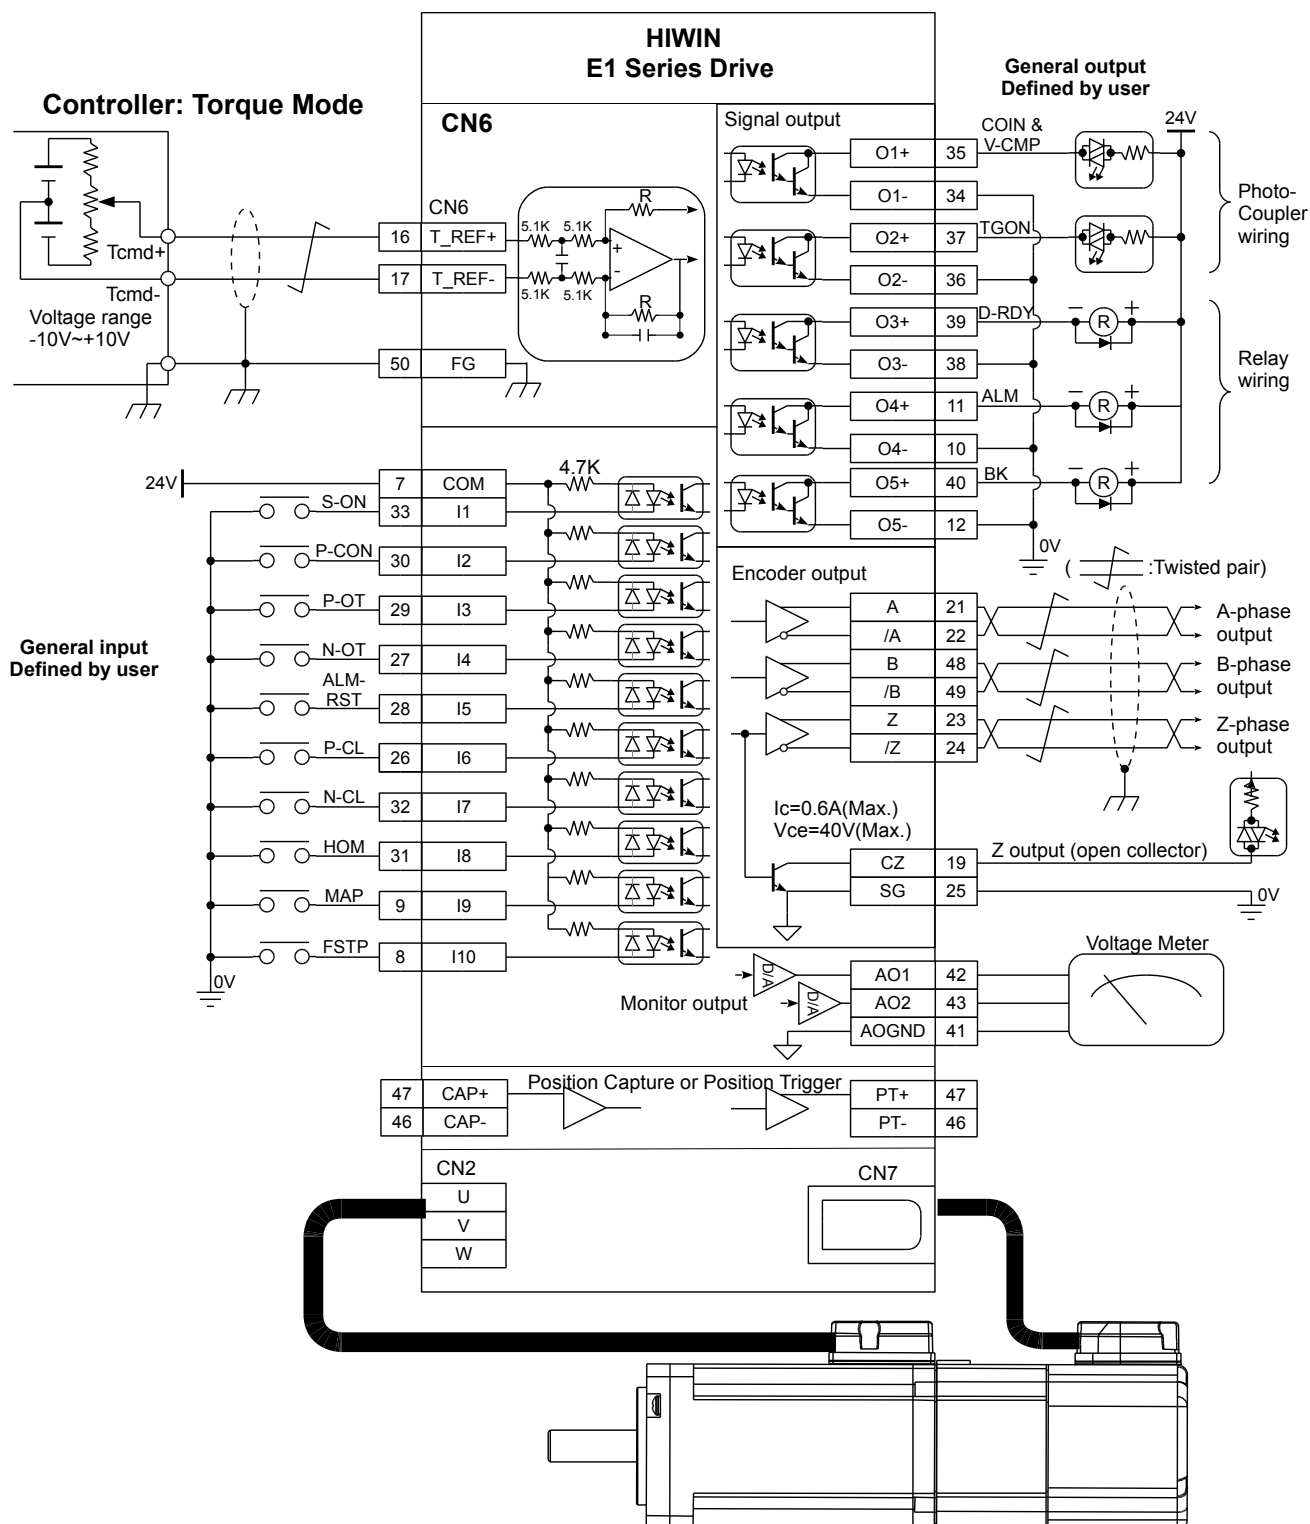 HIWIN
E1 Series Drive
General output
Defined by user
Controller: Torque Mode
CN6
Signal output
COIN &
V-CMP
24V
O1+ 35
O1- 34
Photo-
Coupler
wiring
CN6
R
5.1K 5.1K
16 T_REF+
+
Tcmd+
O2+ 37 TGON
17 T_REF-
-
O2- 36
5.1K 5.1K
Tcmd-
Voltage range
-10V~+10V
R
O3+ 39 D-RDY
− R +
50 FG
O3- 38
Relay
wiring
O4+ 11 ALM
− R +
O4- 10
4.7K
24V
7 COM
O5+ 40 BK
− R +
S-ON 33 I1
O5- 12
0V
P-CON 30 I2
( :Twisted pair)
Encoder output
P-OT 29 I3
A 21
/A 22
A-phase
output
General input
Defined by user
N-OT 27 I4
B 48
/B 49
B-phase
output
ALM-
RST 28 I5
Z 23
/Z 24
Z-phase
output
P-CL 26 I6
N-CL 32 I7
Ic=0.6A(Max.)
Vce=40V(Max.)
HOM 31 I8
CZ 19 Z output (open collector)
MAP 9 I9
SG 25
0V
FSTP 8 I10
0V
Voltage Meter
D/A
AO1 42
Monitor output
D/A
AO2 43
AOGND 41
Position Capture or Position Trigger
47 CAP+
PT+ 47
46 CAP-
PT- 46
CN2
CN7
U
V
W